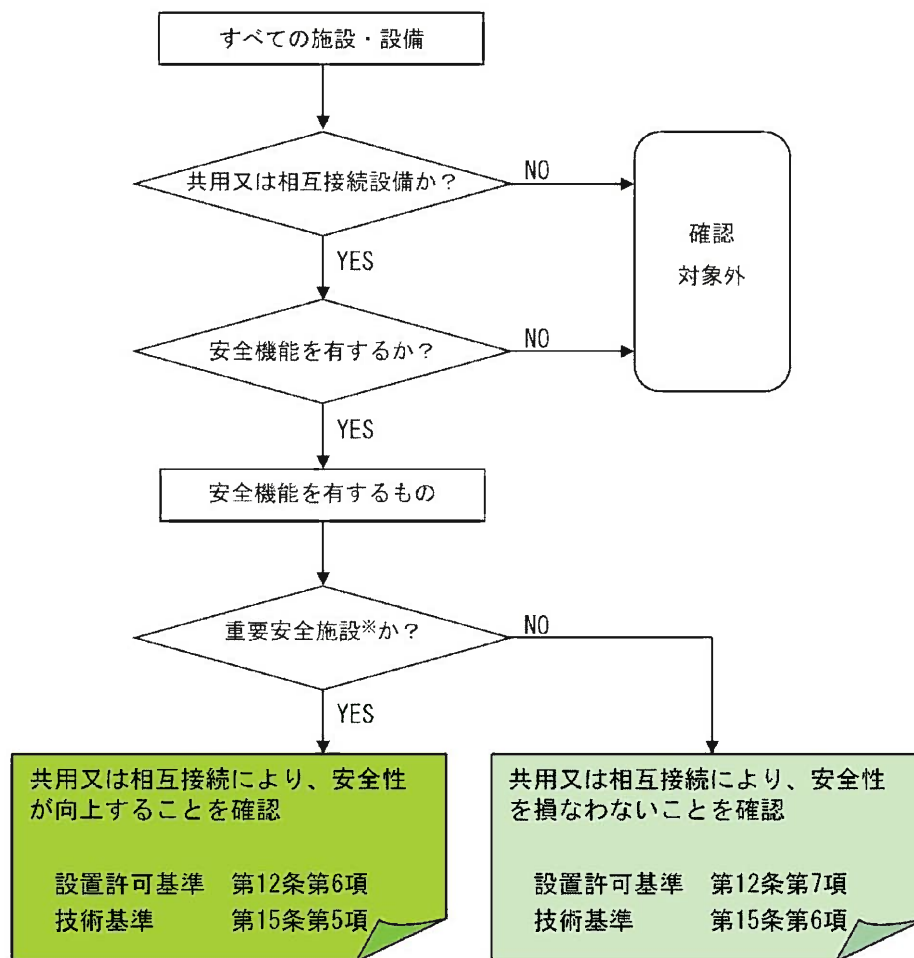 すべての施設・設備
共用又は相互接続設備か？
NO
YES
確認
対象外
安全機能を有するか？
NO
YES
安全機能を有するもの
重要安全施設※か？
NO
YES
共用又は相互接続により、安全性
が向上することを確認
設置許可基準　第12条第6項
技術基準　第15条第5項
共用又は相互接続により、安全性
を損なわないことを確認
設置許可基準　第12条第7項
技術基準　第15条第6項